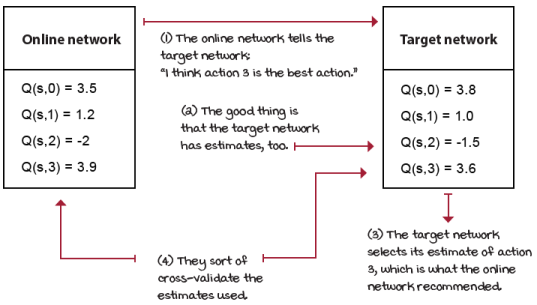 Online network
Q(s,0) = 3.5
Q(s,1) = 1.2
Q(s,2) = -2
Q(s,3) = 3.9
(1) The online network tells the
target network:
"I think action 3 is the best action."
(2) The good thing is
that the target network
has estimates, too.
Target network
Q(s,0) = 3.8
Q(s,1) = 1.0
Q(s,2) = -1.5
Q(s,3) = 3.6
(3) The target network
selects its estimate of action
3, which is what the online
network recommended.
(4) They sort of
cross-validate the
estimates used.